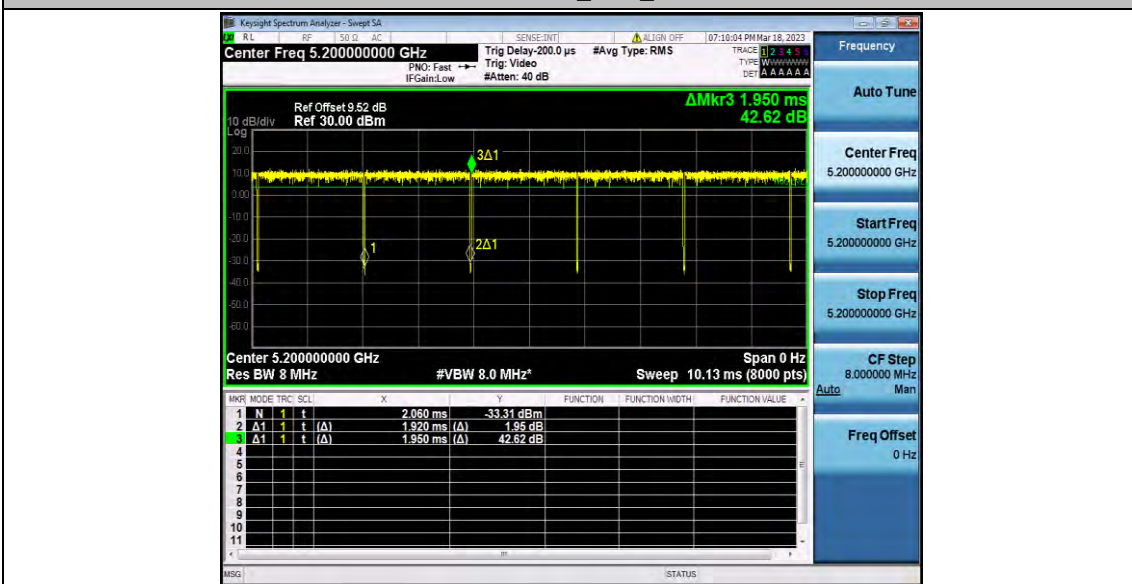 Keysight Spectrum Analyzer - Swept SA
RL RF 50 Ω AC SENSE:INT ALIGN OFF 07:10:04 PM Mar 18, 2023
Center Freq 5.200000000 GHz
Trig Delay-200.0 µs #Avg Type: RMS
TRACE 1 2 3 4 5 6
PNO: Fast Trig: Video
TYPE W
IFGain:Low #Atten: 40 dB
DET A A A A A A
Frequency
Auto Tune
ΔMkr3 1.950 ms
42.62 dB
Ref Offset 9.52 dB
10 dB/div Ref 30.00 dBm
Log
20.0
10.0
0.00
-10.0
-20.0
-30.0
-40.0
-50.0
-60.0
3Δ1
1
2Δ1
Center 5.200000000 GHz Span 0 Hz
Res BW 8 MHz #VBW 8.0 MHz* Sweep 10.13 ms (8000 pts)
Center Freq
5.200000000 GHz
Start Freq
5.200000000 GHz
Stop Freq
5.200000000 GHz
CF Step
8.000000 MHz
Auto Man
Freq Offset
0 Hz
MKR MODE TRC SCL X Y FUNCTION FUNCTION WIDTH FUNCTION VALUE
1 N 1 t 2.060 ms -33.31 dBm
2 Δ1 1 t (Δ) 1.920 ms (Δ) 1.95 dB
3 Δ1 1 t (Δ) 1.950 ms (Δ) 42.62 dB
4
5
6
7
8
9
10
11
MSG STATUS